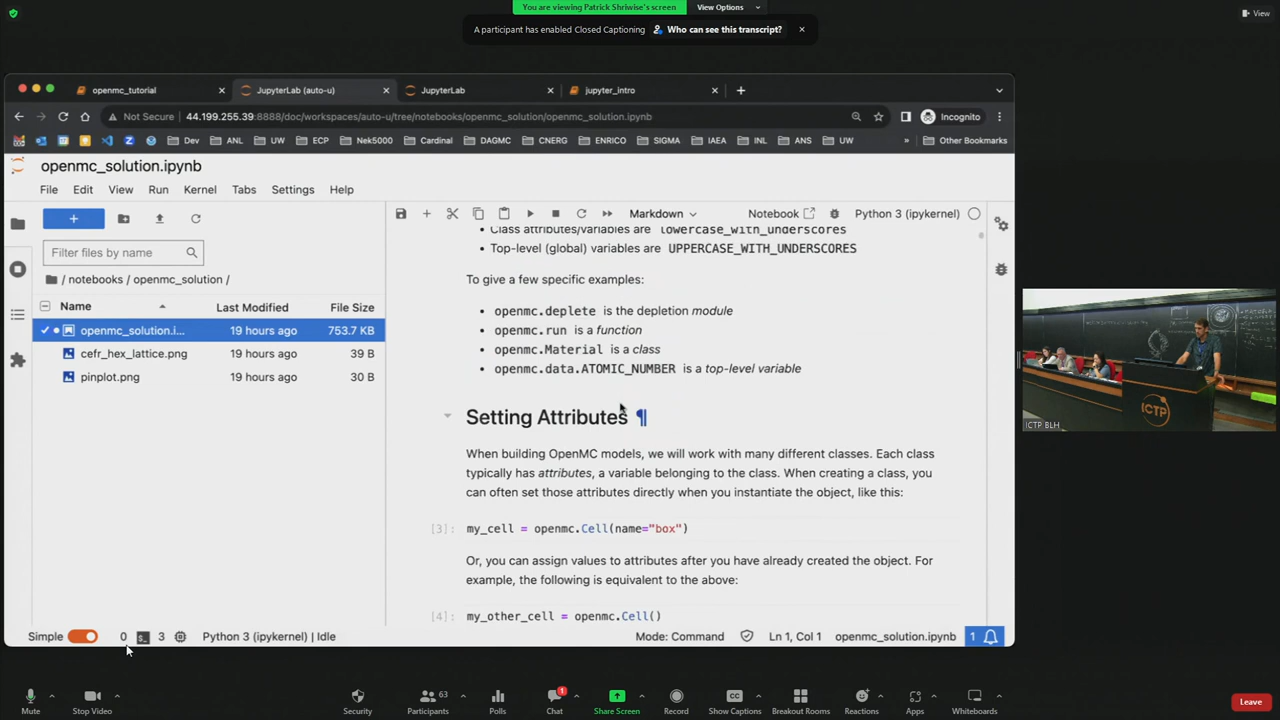 You are viewing Patrick Shriwise's screen
View Options
View
A participant has enabled Closed Captioning
Who can see this transcript?
openmc_tutorial
JupyterLab (auto-u)
JupyterLab
jupyter_intro
Not Secure
44.199.255.39:8888/doc/workspaces/auto-u/tree/notebooks/openmc_solution/openmc_solution.ipynb
Incognito
Dev
ANL
UW
ECP
Nek5000
Cardinal
DAGMC
CNERG
ENRICO
SIGMA
IAEA
INL
ANS
UW
»
Other Bookmarks
openmc_solution.ipynb
File
Edit
View
Run
Kernel
Tabs
Settings
Help
Markdown
Notebook
Python 3 (ipykernel)
Filter files by name
/ notebooks / openmc_solution /
Name
Last Modified
File Size
openmc_solution.i...
19 hours ago
753.7 KB
cefr_hex_lattice.png
19 hours ago
39 B
pinplot.png
19 hours ago
30 B
• Class attributes/variables are lowercase_with_underscores
• Top-level (global) variables are UPPERCASE_WITH_UNDERSCORES
To give a few specific examples:
• openmc.deplete is the depletion module
• openmc.run is a function
• openmc.Material is a class
• openmc.data.ATOMIC_NUMBER is a top-level variable
Setting Attributes ¶
When building OpenMC models, we will work with many different classes. Each class
typically has attributes, a variable belonging to the class. When creating a class, you
can often set those attributes directly when you instantiate the object, like this:
[3]: my_cell = openmc.Cell(name="box")
Or, you can assign values to attributes after you have already created the object. For
example, the following is equivalent to the above:
[4]: my_other_cell = openmc.Cell()
Simple
0
3
Python 3 (ipykernel) | Idle
Mode: Command
Ln 1, Col 1
openmc_solution.ipynb
1
ICTP
ICTP BLH
Mute
Stop Video
Security
63
Participants
Polls
1
Chat
Share Screen
Record
CC
Show Captions
Breakout Rooms
Reactions
Apps
Whiteboards
Leave